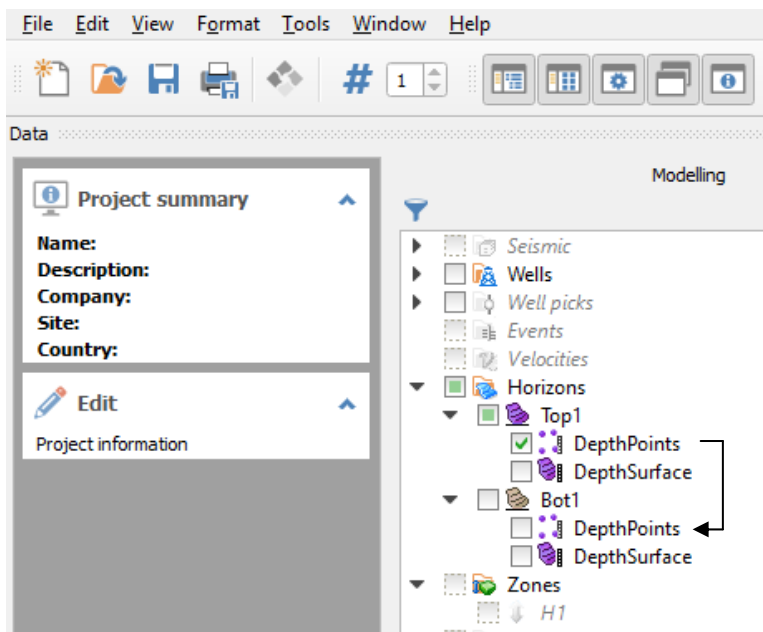 File Edit View Format Tools Window Help
# 1
Data
Project summary
Name:
Description:
Company:
Site:
Country:
Edit
Project information
Modelling
Seismic
Wells
Well picks
Events
Velocities
Horizons
Top1
DepthPoints
DepthSurface
Bot1
DepthPoints
DepthSurface
Zones
H1